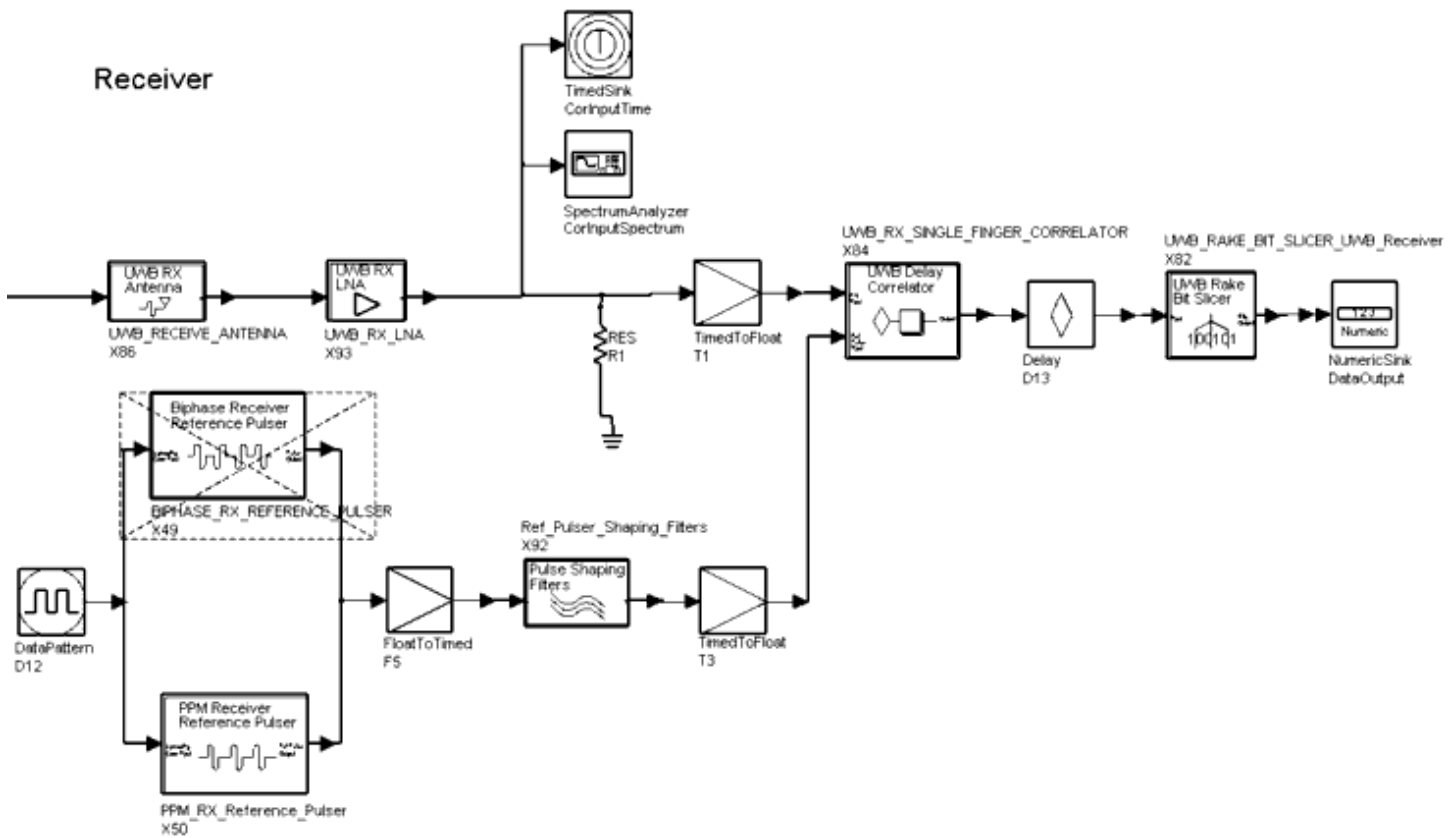 Receiver
TimedSink
CorInputTime
SpectrumAnalyzer
CorInputSpectrum
UWB RX
Antenna
UWB_RECEIVE_ANTENNA
X86
UWB RX
LNA
UWB_RX_LNA
X93
RES
R1
TimedToFloat
T1
UWB_RX_SINGLE_FINGER_CORRELATOR
X84
UWB Delay
Correlator
Delay
D13
UWB_RAKE_BIT_SLICER_UWB_Receiver
X82
UWB Rake
Bit Slicer
100101
123
Numeric
NumericSink
DataOutput
Biphase Receiver
Reference Pulser
BIPHASE_RX_REFERENCE_PULSER
X49
DataPattern
D12
PPM Receiver
Reference Pulser
PPM_RX_Reference_Pulser
X50
FloatToTimed
F5
Ref_Pulser_Shaping_Filters
X92
Pulse Shaping
Filters
TimedToFloat
T3